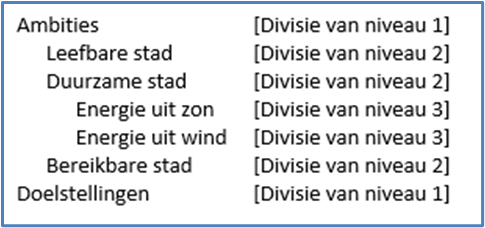 Ambities [Divisie van niveau 1]
Leefbare stad [Divisie van niveau 2]
Duurzame stad [Divisie van niveau 2]
Energie uit zon [Divisie van niveau 3]
Energie uit wind [Divisie van niveau 3]
Bereikbare stad [Divisie van niveau 2]
Doelstellingen [Divisie van niveau 1]